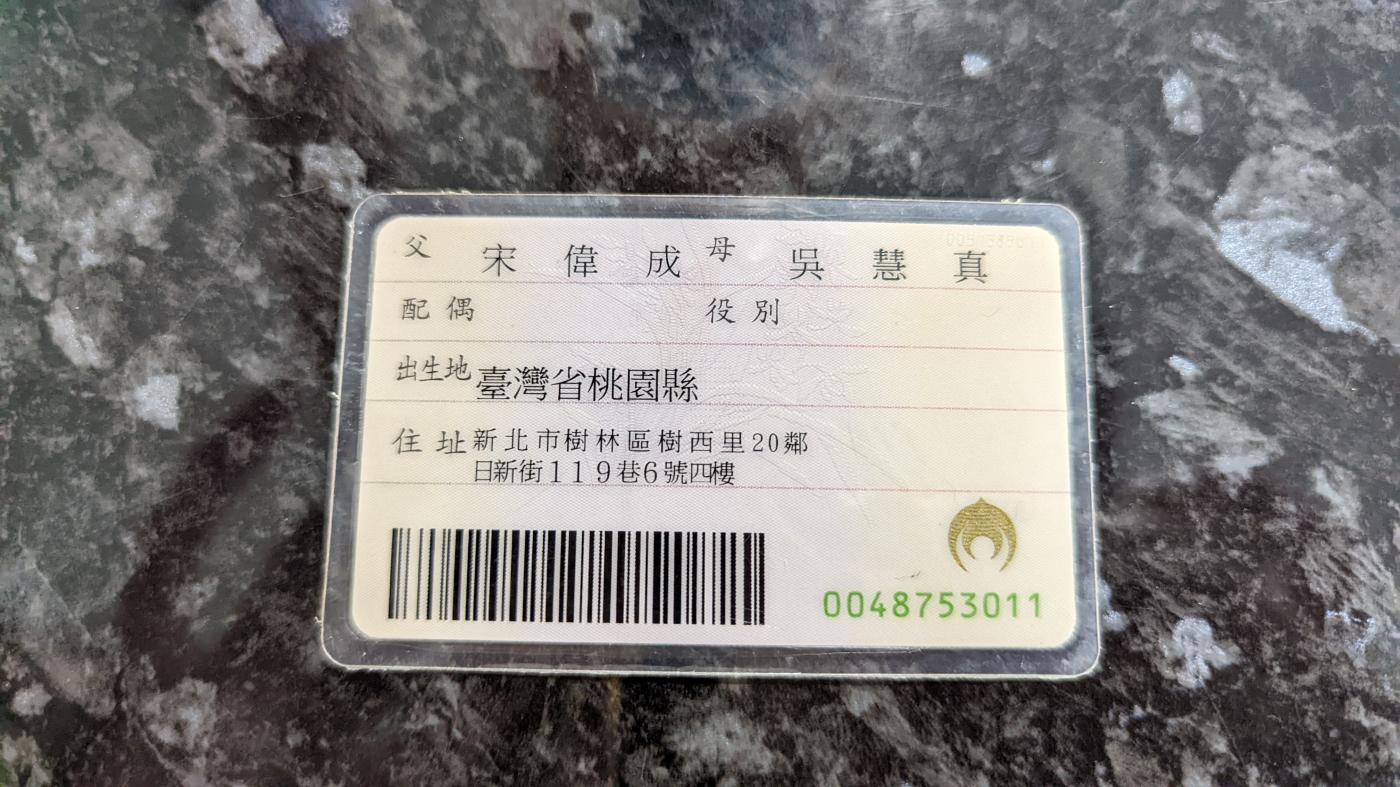 父 宋偉成 母 吳慧真
配偶 役別
出生地 臺灣省桃園縣
住址 新北市樹林區樹西里20鄰
日新街119巷6號四樓
0048753011